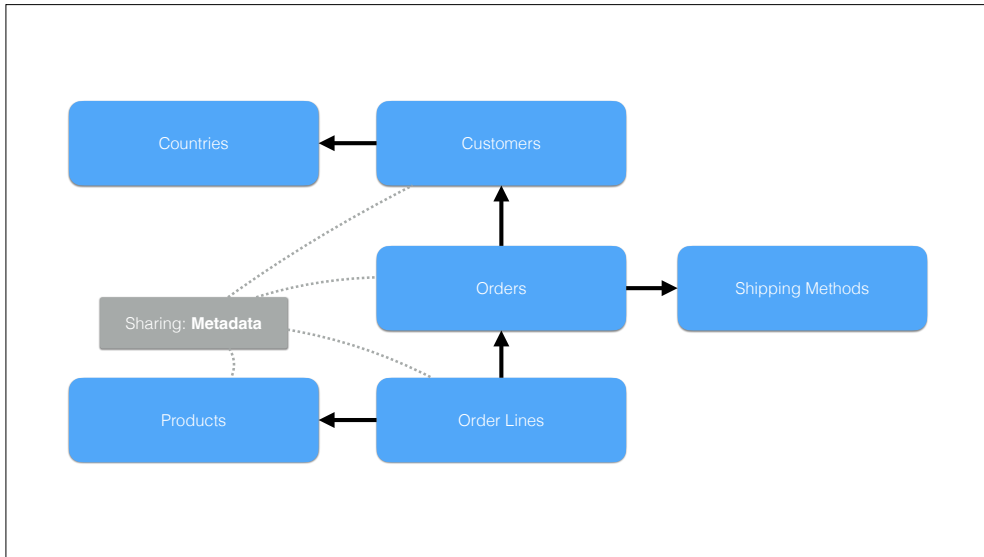 Countries
Customers
Orders
Shipping Methods
Sharing: Metadata
Products
Order Lines